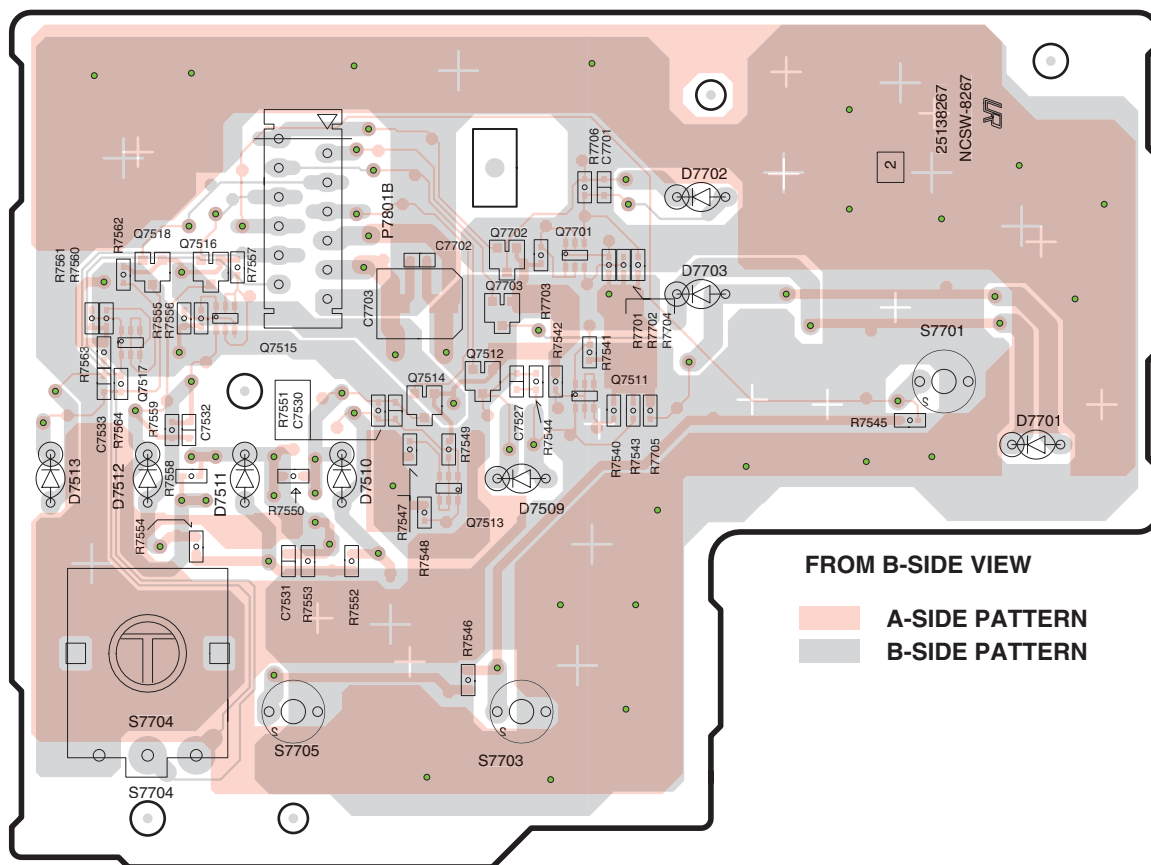 25138267
NCSW-8267
UR
2
R7706
C7701
D7702
P7801B
R7562
Q7518
Q7516
R7561
R7560
R7557
C7702
Q7702
Q7701
D7703
Q7703
R7703
C7703
R7555
R7556
R7542
R7701
R7702
R7704
S7701
R7563
Q7515
Q7512
R7541
Q7517
Q7514
Q7511
R7551
C7530
C7533
R7564
R7559
C7532
C7527
R7544
R7540
R7543
R7705
R7545
S
D7701
R7549
D7513
D7512
R7558
D7511
R7550
D7510
D7509
R7554
R7547
R7548
Q7513
FROM B-SIDE VIEW
A-SIDE PATTERN
B-SIDE PATTERN
C7531
R7553
R7552
R7546
S7704
S
S7705
S
S7703
S7704